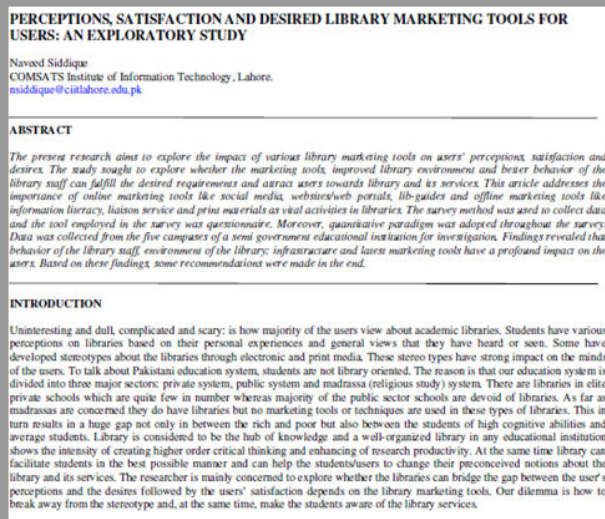 PERCEPTIONS, SATISFACTION AND DESIRED LIBRARY MARKETING TOOLS FOR
USERS: AN EXPLORATORY STUDY
Naveed Siddique
COMSATS Institute of Information Technology, Lahore.
nsiddique@ciitlahore.edu.pk
ABSTRACT
The present research aims to explore the impact of various library marketing tools on users' perceptions, satisfaction and
desires. The study sought to explore whether the marketing tools, improved library environment and better behavior of the
library staff can fulfill the desired requirements and attract users towards library and its services. This article addresses the
importance of online marketing tools like social media, websites/web portals, lib-guides and offline marketing tools like
information literacy, liaison service and print materials as vital activities in libraries. The survey method was used to collect data
and the tool employed in the survey was questionnaire. Moreover, quantitative paradigm was adopted throughout the survey.
Data was collected from the five campuses of a semi government educational institution for investigation. Findings revealed that
behavior of the library staff, environment of the library; infrastructure and latest marketing tools have a profound impact on the
users. Based on these findings, some recommendations were made in the end.
INTRODUCTION
Uninteresting and dull, complicated and scary: is how majority of the users view about academic libraries. Students have various
perceptions on libraries based on their personal experiences and general views that they have heard or seen. Some have
developed stereotypes about the libraries through electronic and print media. These stereo types have strong impact on the minds
of the users. To talk about Pakistani education system, students are not library oriented. The reason is that our education system is
divided into three major sectors: private system, public system and madrassa (religious study) system. There are libraries in elite
private schools which are quite few in number whereas majority of the public sector schools are devoid of libraries. As far as
madrassas are concerned they do have libraries but no marketing tools or techniques are used in these types of libraries. This in
turn results in a huge gap not only in between the rich and poor but also between the students of high cognitive abilities and
average students. Library is considered to be the hub of knowledge and a well-organized library in any educational institution
shows the intensity of creating higher order critical thinking and enhancing of research productivity. At the same time library can
facilitate students in the best possible manner and can help the students/users to change their preconceived notions about the
library and its services. The researcher is mainly concerned to explore whether the libraries can bridge the gap between the user's
perceptions and the desires followed by the users' satisfaction depends on the library marketing tools. Our dilemma is how to
break away from the stereotype and, at the same time, make the students aware of the library services.